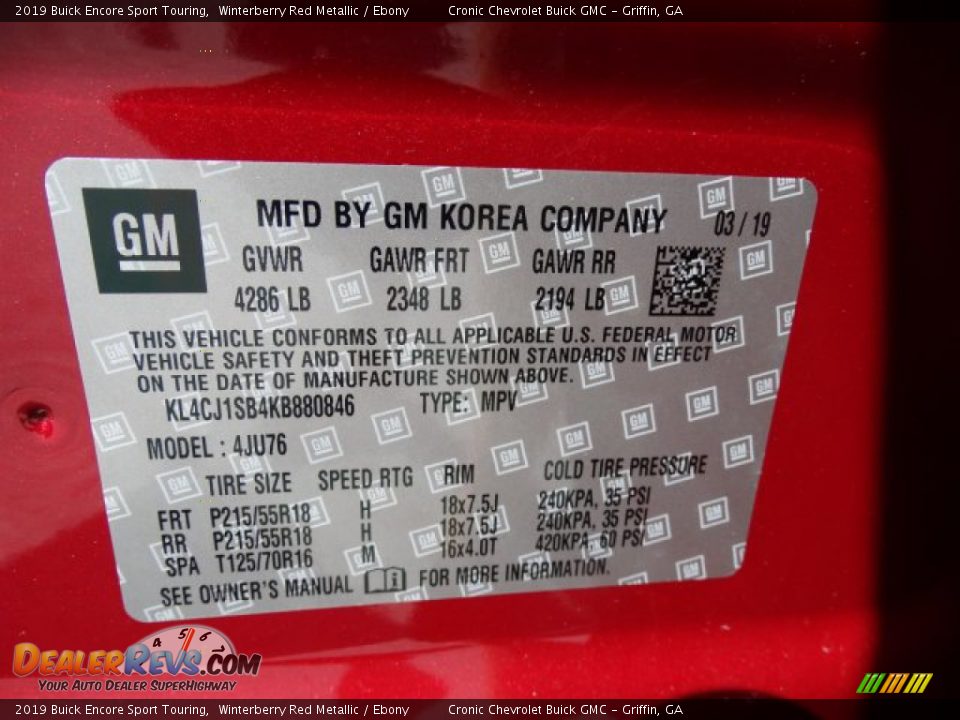 2019 Buick Encore Sport Touring, Winterberry Red Metallic / Ebony Cronic Chevrolet Buick GMC - Griffin, GA
GM
MFD BY GM KOREA COMPANY 03 / 19
GVWR GAWR FRT GAWR RR
4286 LB 2348 LB 2194 LB
THIS VEHICLE CONFORMS TO ALL APPLICABLE U.S. FEDERAL MOTOR
VEHICLE SAFETY AND THEFT PREVENTION STANDARDS IN EFFECT
ON THE DATE OF MANUFACTURE SHOWN ABOVE.
KL4CJ1SB4KB880846 TYPE: MPV
MODEL : 4JU76
TIRE SIZE SPEED RTG RIM COLD TIRE PRESSURE
FRT P215/55R18 H 18x7.5J 240KPA, 35 PSI
RR P215/55R18 H 18x7.5J 240KPA, 35 PSI
SPA T125/70R16 M 16x4.0T 420KPA, 60 PSI
SEE OWNER'S MANUAL FOR MORE INFORMATION.
4 5 6
DealerRevs.com
Your Auto Dealer SuperHighway
2019 Buick Encore Sport Touring, Winterberry Red Metallic / Ebony Cronic Chevrolet Buick GMC - Griffin, GA